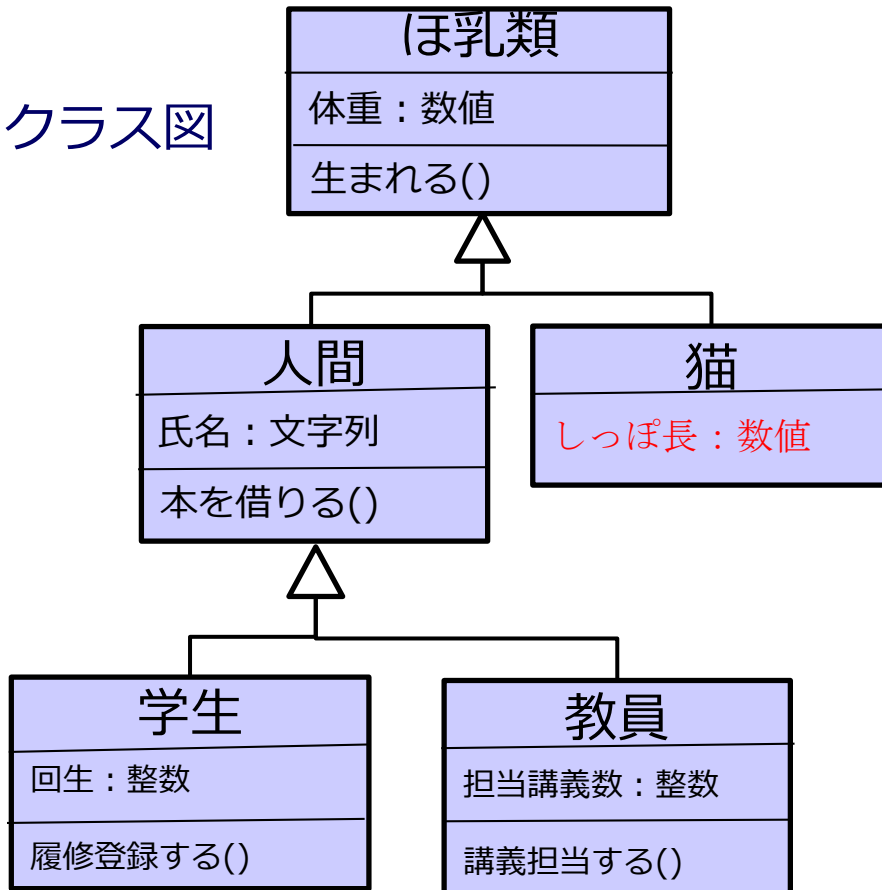 ほ乳類
クラス図
体重：数値
生まれる()
人間
氏名：文字列
本を借りる()
猫
しっぽ長：数値
学生
回生：整数
履修登録する()
教員
担当講義数：整数
講義担当する()